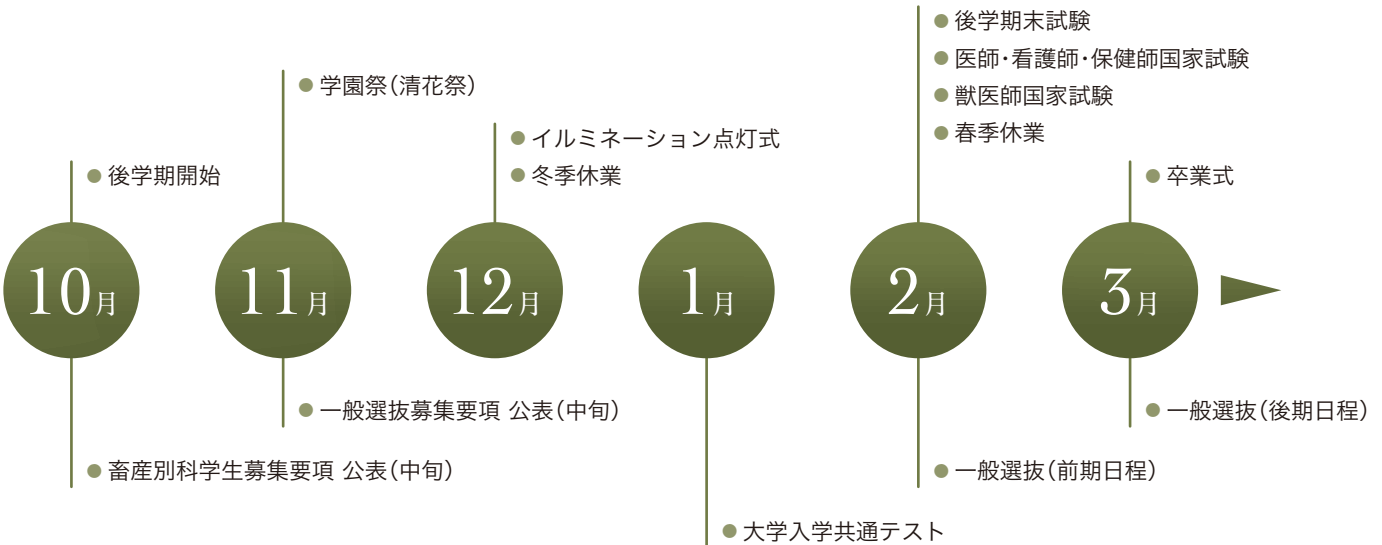 ●後学期末試験
●医師・看護師・保健師国家試験
●獣医師国家試験
●春季休業
●学園祭（清花祭）
●イルミネーション点灯式
●冬季休業
●後学期開始
●卒業式
10月
11月
12月
1月
2月
3月
●一般選抜募集要項 公表（中旬）
●一般選抜（後期日程）
●畜産別科学生募集要項 公表（中旬）
●一般選抜（前期日程）
●大学入学共通テスト